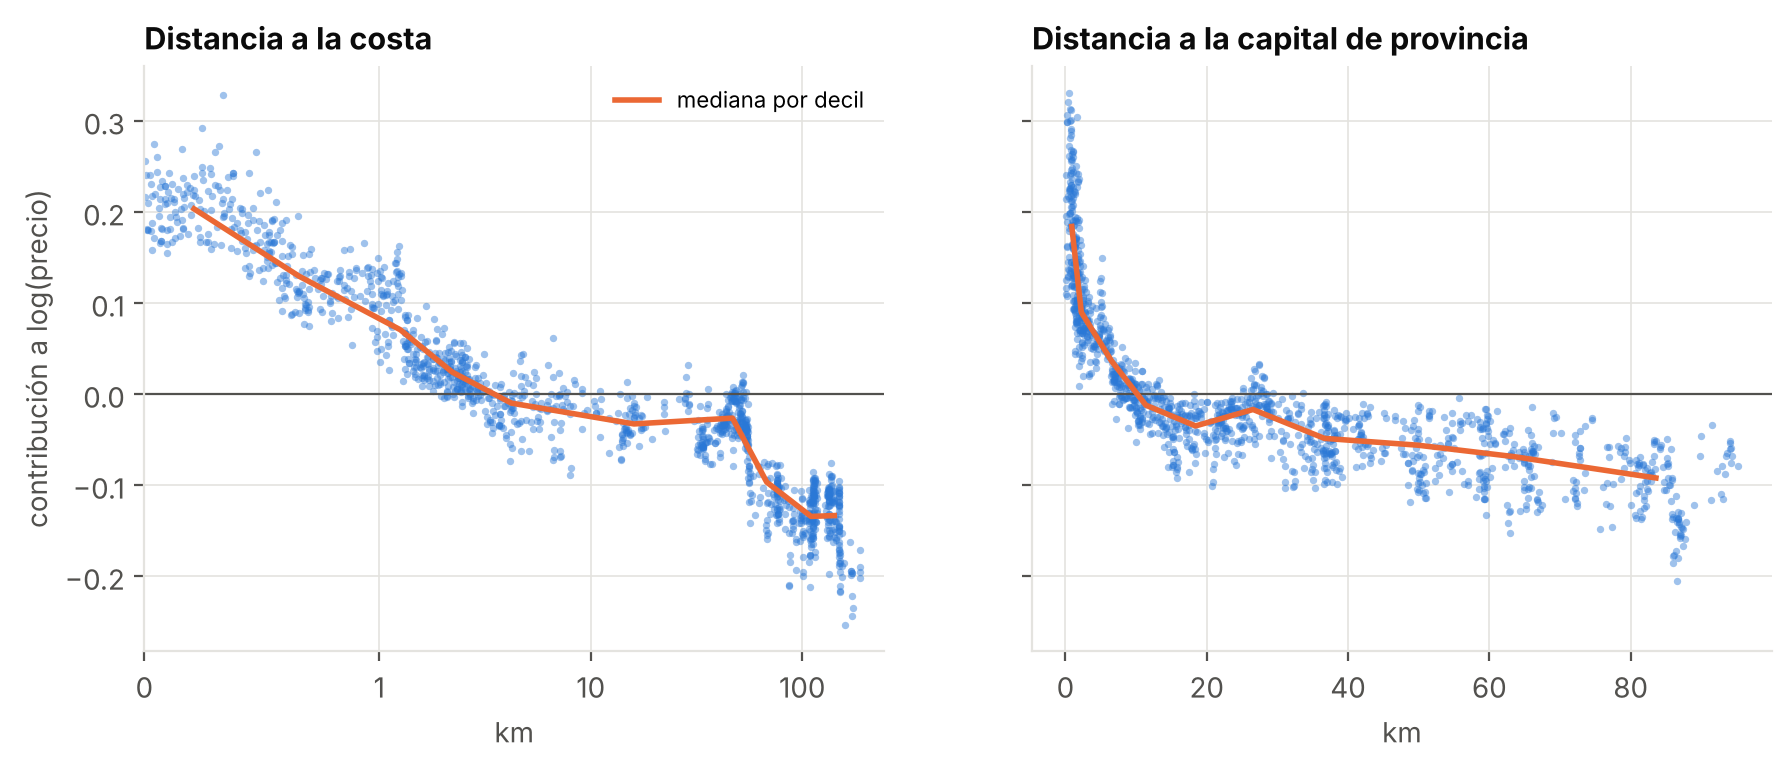 Distancia a la costa
mediana por decil
contribución a log(precio)
0.3
0.2
0.1
0.0
−0.1
−0.2
0
1
10
100
km
Distancia a la capital de provincia
0
20
40
60
80
km